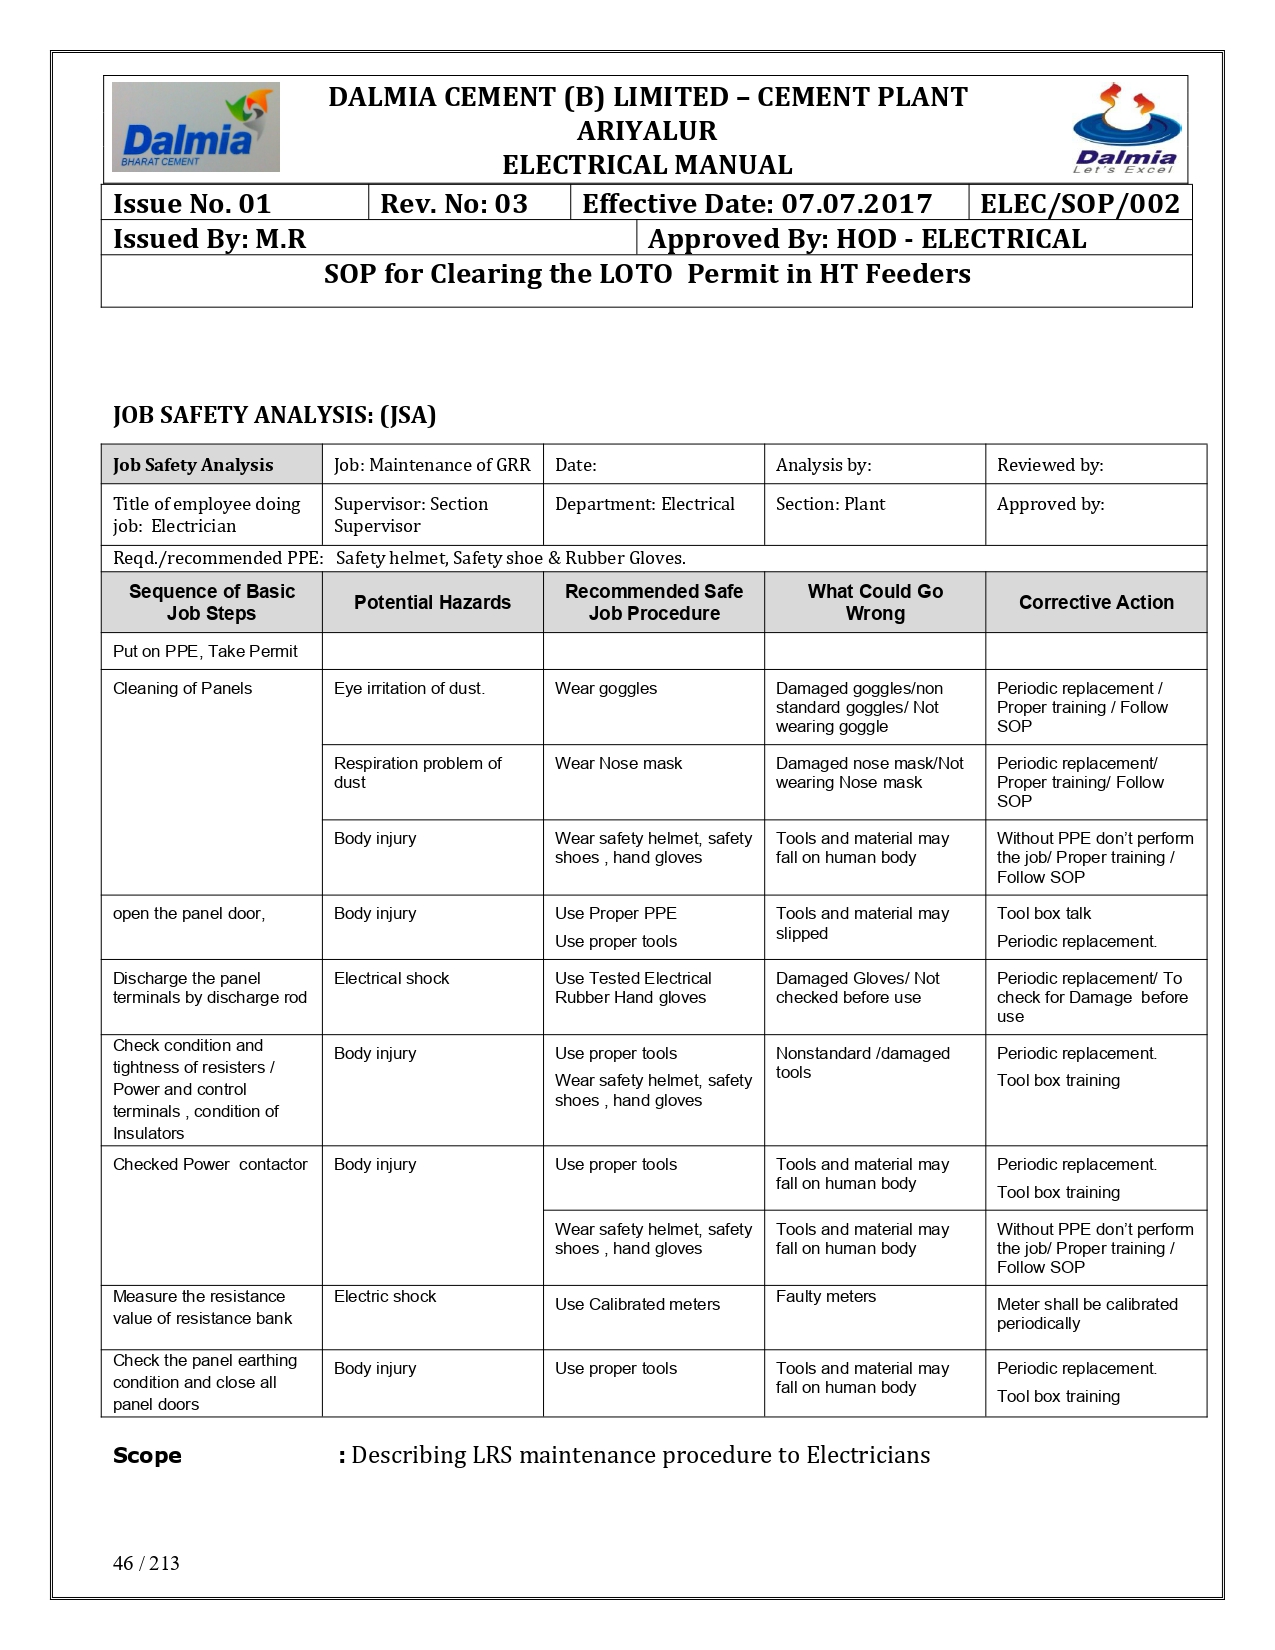 Dalmia
BHARAT CEMENT
DALMIA CEMENT (B) LIMITED – CEMENT PLANT
ARIYALUR
ELECTRICAL MANUAL
Dalmia
Let's Excel
Issue No. 01 Rev. No: 03 Effective Date: 07.07.2017 ELEC/SOP/002
Issued By: M.R Approved By: HOD - ELECTRICAL
SOP for Clearing the LOTO Permit in HT Feeders
JOB SAFETY ANALYSIS: (JSA)
Job Safety Analysis Job: Maintenance of GRR Date: Analysis by: Reviewed by:
Title of employee doing
job: Electrician
Supervisor: Section
Supervisor
Department: Electrical
Section: Plant
Approved by:
Reqd./recommended PPE: Safety helmet, Safety shoe & Rubber Gloves.
Sequence of Basic
Job Steps
Potential Hazards
Recommended Safe
Job Procedure
What Could Go
Wrong
Corrective Action
Put on PPE, Take Permit
Cleaning of Panels
Eye irritation of dust.
Wear goggles
Damaged goggles/non
standard goggles/ Not
wearing goggle
Periodic replacement /
Proper training / Follow
SOP
Respiration problem of
dust
Wear Nose mask
Damaged nose mask/Not
wearing Nose mask
Periodic replacement/
Proper training/ Follow
SOP
Body injury
Wear safety helmet, safety
shoes , hand gloves
Tools and material may
fall on human body
Without PPE don’t perform
the job/ Proper training /
Follow SOP
open the panel door,
Body injury
Use Proper PPE
Use proper tools
Tools and material may
slipped
Tool box talk
Periodic replacement.
Discharge the panel
terminals by discharge rod
Electrical shock
Use Tested Electrical
Rubber Hand gloves
Damaged Gloves/ Not
checked before use
Periodic replacement/ To
check for Damage before
use
Check condition and
tightness of resisters /
Power and control
terminals , condition of
Insulators
Body injury
Use proper tools
Wear safety helmet, safety
shoes , hand gloves
Nonstandard /damaged
tools
Periodic replacement.
Tool box training
Checked Power contactor
Body injury
Use proper tools
Tools and material may
fall on human body
Periodic replacement.
Tool box training
Wear safety helmet, safety
shoes , hand gloves
Tools and material may
fall on human body
Without PPE don’t perform
the job/ Proper training /
Follow SOP
Measure the resistance
value of resistance bank
Electric shock
Use Calibrated meters
Faulty meters
Meter shall be calibrated
periodically
Check the panel earthing
condition and close all
panel doors
Body injury
Use proper tools
Tools and material may
fall on human body
Periodic replacement.
Tool box training
Scope : Describing LRS maintenance procedure to Electricians
46 / 213